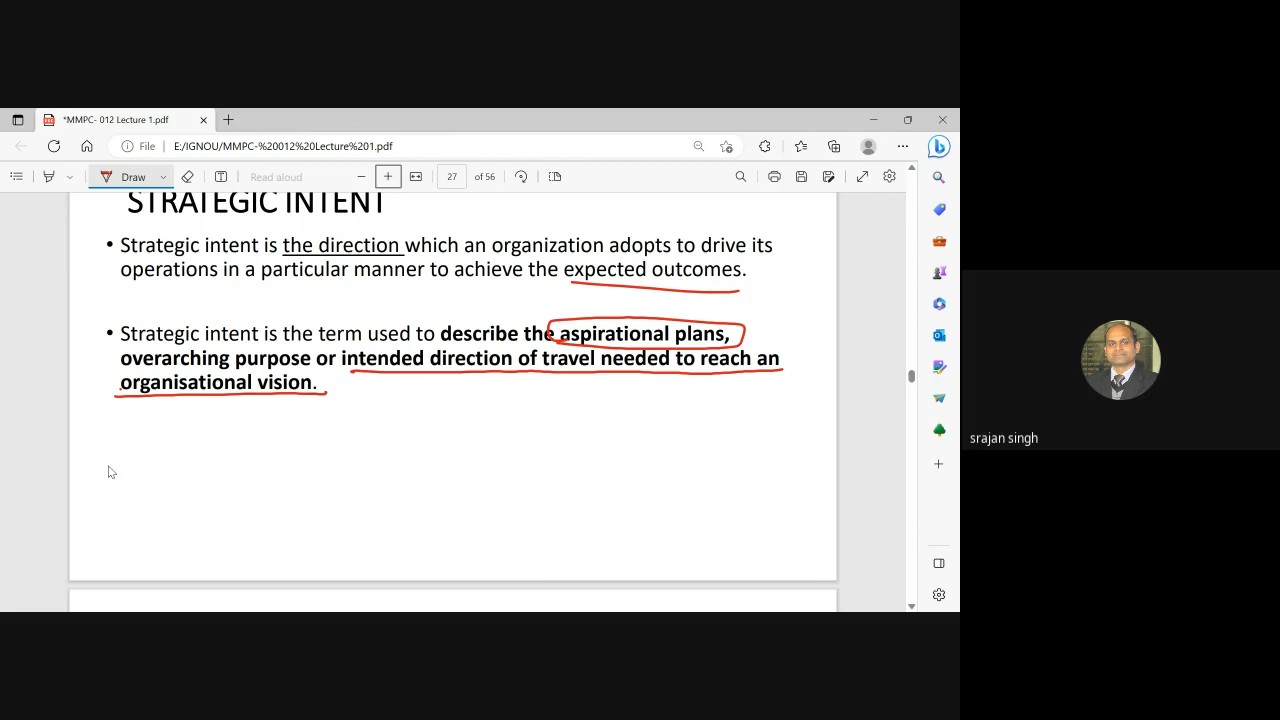 *MMPC- 012 Lecture 1.pdf
File
E:/IGNOU/MMPC-%20012%20Lecture%201.pdf
Draw
Read aloud
27
of 56
STRATEGIC INTENT
• Strategic intent is the direction which an organization adopts to drive its
operations in a particular manner to achieve the expected outcomes.
• Strategic intent is the term used to describe the aspirational plans,
overarching purpose or intended direction of travel needed to reach an
organisational vision.
srajan singh